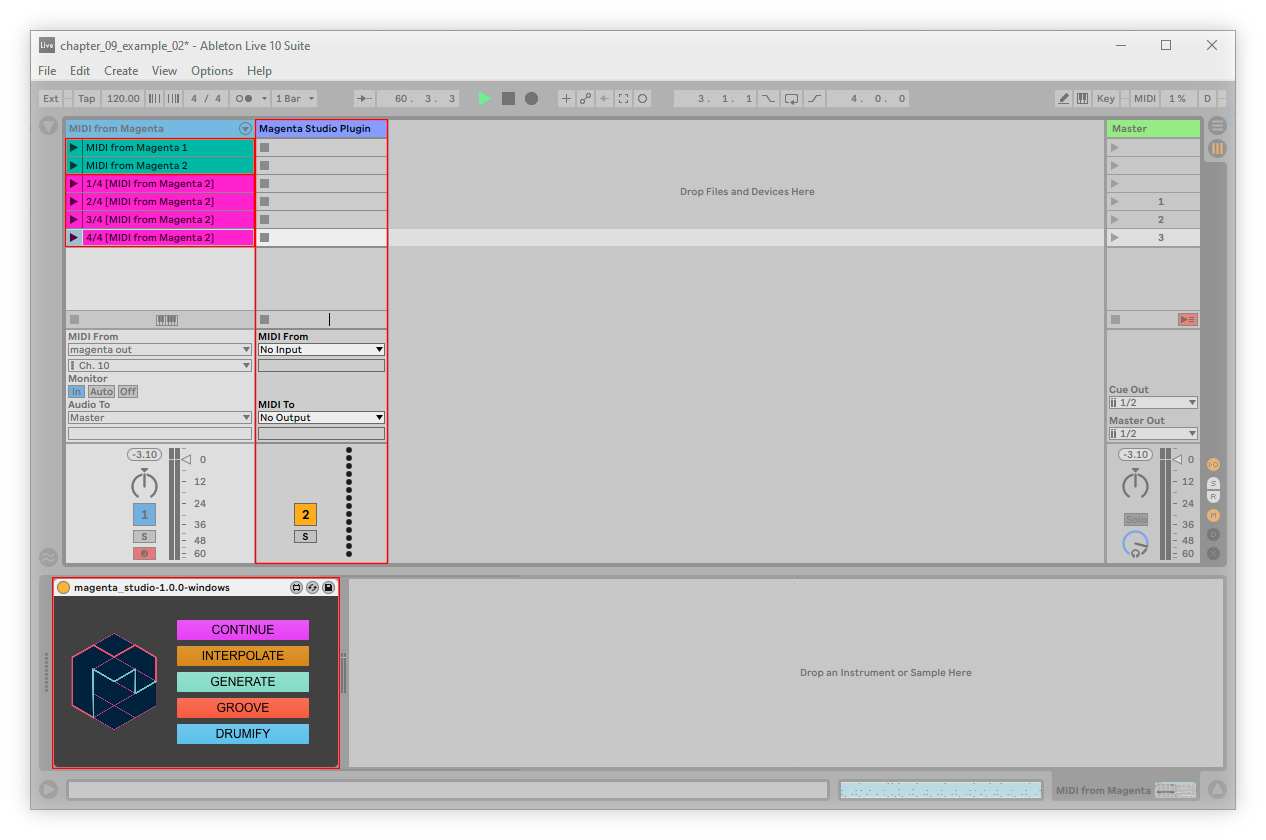 Live chapter_09_example_02* - Ableton Live 10 Suite
File Edit Create View Options Help
Ext Tap 120.00 4 / 4 1 Bar 60 . 3 . 3 3 . 1 . 1 4 . 0 . 0 Key MIDI 1 % D
MIDI from Magenta Magenta Studio Plugin Master
MIDI from Magenta 1
MIDI from Magenta 2
1/4 [MIDI from Magenta 2]
Drop Files and Devices Here
2/4 [MIDI from Magenta 2] 1
3/4 [MIDI from Magenta 2] 2
4/4 [MIDI from Magenta 2] 3
MIDI From MIDI From
magenta out No Input
Ch. 10
Monitor
In Auto Off
Cue Out
Audio To MIDI To
1/2
Master No Output
Master Out
1/2
-3.10 0 -3.10 0
12 12
24 24
1 2 Solo
36 36
S S
48 48
60 60
I-O
S
R
M
D
X
magenta_studio-1.0.0-windows
CONTINUE
INTERPOLATE
GENERATE
Drop an Instrument or Sample Here
GROOVE
DRUMIFY
MIDI from Magenta